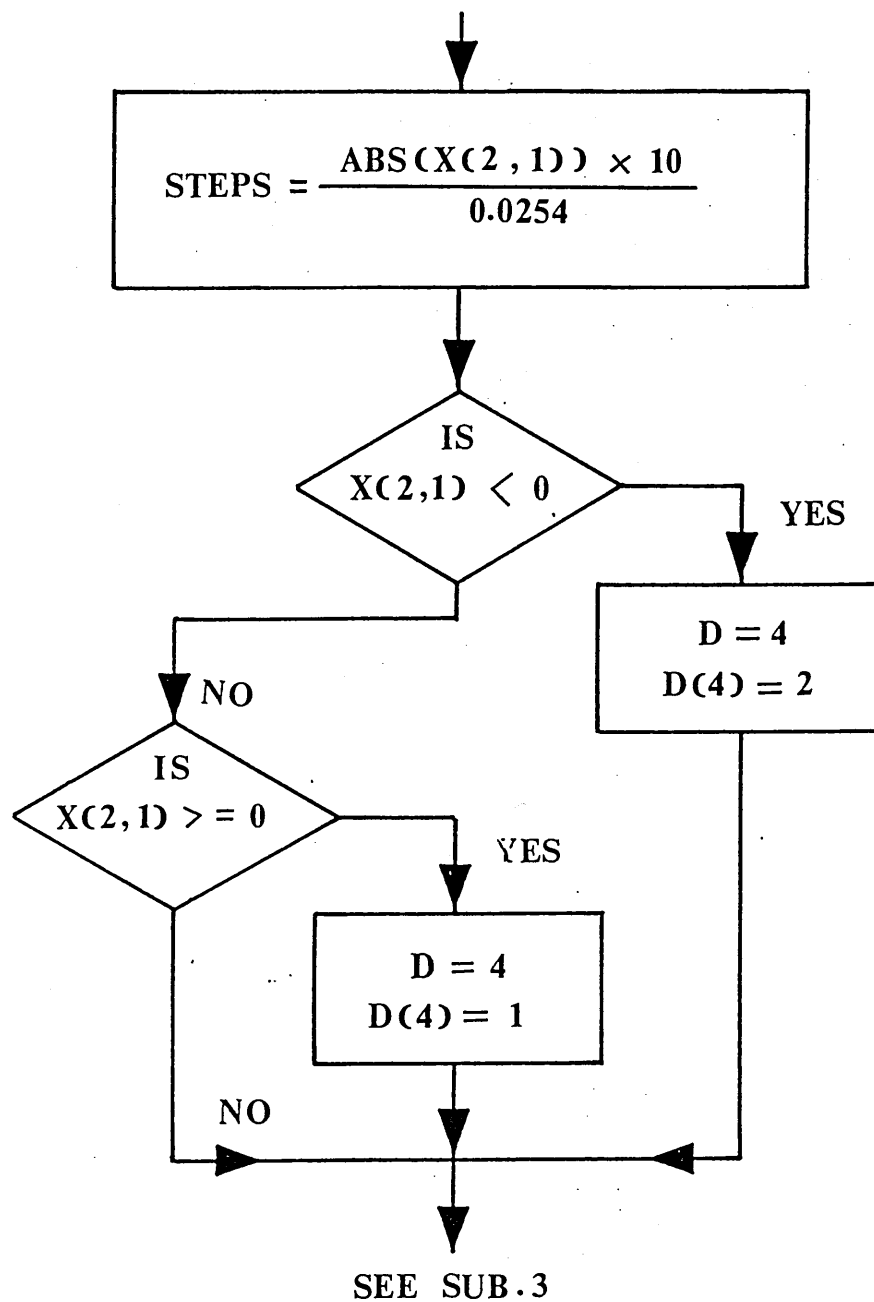 STEPS = ABS(X(2,1)) × 10
0.0254
IS
X(2,1) < 0
YES
D = 4
D(4) = 2
NO
IS
X(2,1) > = 0
YES
D = 4
D(4) = 1
NO
SEE SUB.3